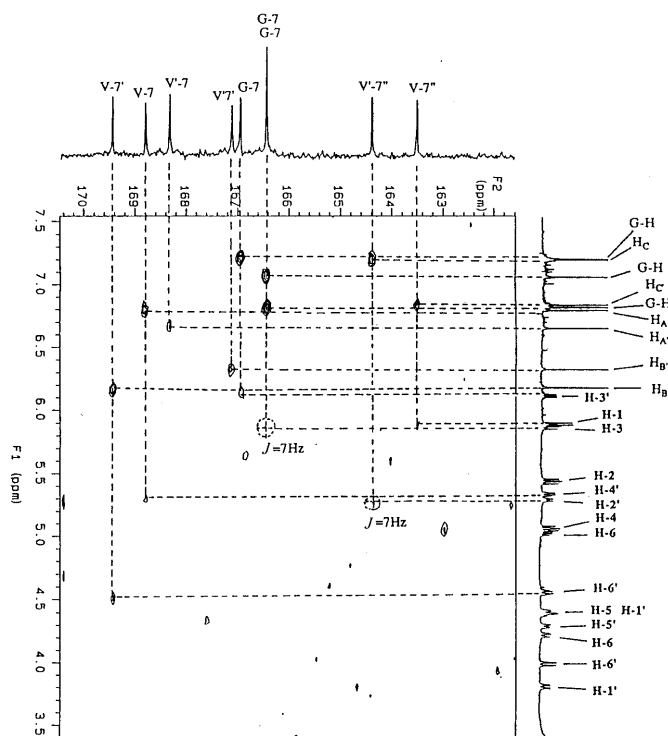 G-7
G-7
V-7'
V-7
V'-7
V'7'
G-7
V'-7"
V-7"
F2
(ppm)
170
169
168
167
166
165
164
163
7.5
7.0
6.5
6.0
5.5
5.0
4.5
4.0
3.5
F1 (ppm)
J=7Hz
J=7Hz
G-H
HC
G-H
HC'
G-H
HA
HA'
HB'
HB
H-3'
H-1
H-3
H-2
H-4'
H-2'
H-4
H-6
H-6'
H-5 H-1'
H-5'
H-6
H-6'
H-1'